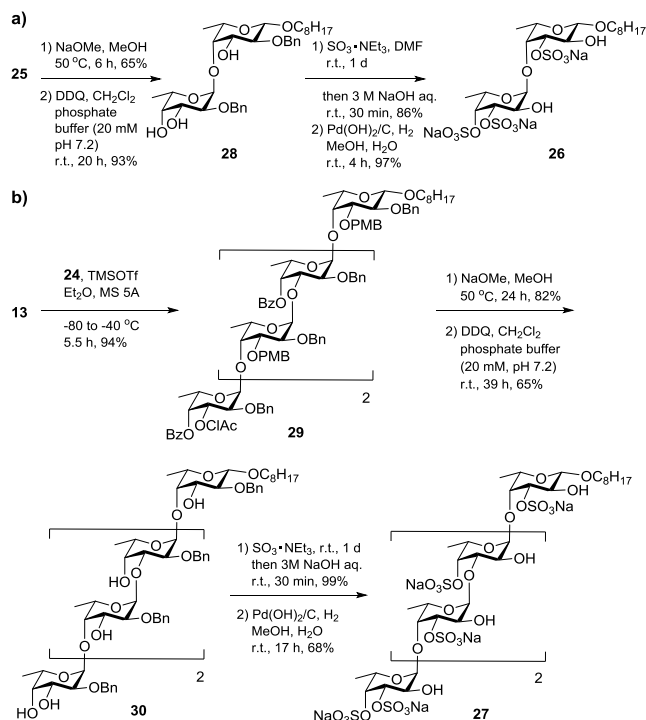 a)
25
1) NaOMe, MeOH
50 °C, 6 h, 65%
2) DDQ, CH2Cl2
phosphate
buffer (20 mM
pH 7.2)
r.t., 20 h, 93%
O
OC8H17
OBn
OH
O
O
OBn
OH
HO
28
1) SO3•NEt3, DMF
r.t., 1 d
then 3 M NaOH aq.
r.t., 30 min, 86%
2) Pd(OH)2/C, H2
MeOH, H2O
r.t., 4 h, 97%
O
OC8H17
OH
OSO3Na
O
O
OH
OSO3Na
NaO3SO
26
b)
13
24, TMSOTf
Et2O, MS 5A
-80 to -40 °C
5.5 h, 94%
O
OC8H17
OBn
OPMB
O
O
OBn
O
BzO
O
OBn
OPMB
O
2
O
OBn
OClAc
BzO
29
1) NaOMe, MeOH
50 °C, 24 h, 82%
2) DDQ, CH2Cl2
phosphate buffer
(20 mM, pH 7.2)
r.t., 39 h, 65%
O
OC8H17
OBn
OH
O
O
OBn
HO
O
O
OBn
OH
O
2
O
OBn
OH
HO
30
1) SO3•NEt3, r.t., 1 d
then 3M NaOH aq.
r.t., 30 min, 99%
2) Pd(OH)2/C, H2
MeOH, H2O
r.t., 17 h, 68%
O
OC8H17
OH
OSO3Na
O
O
OH
O
NaO3SO
O
OH
OSO3Na
O
2
O
OH
OSO3Na
NaO3SO
27